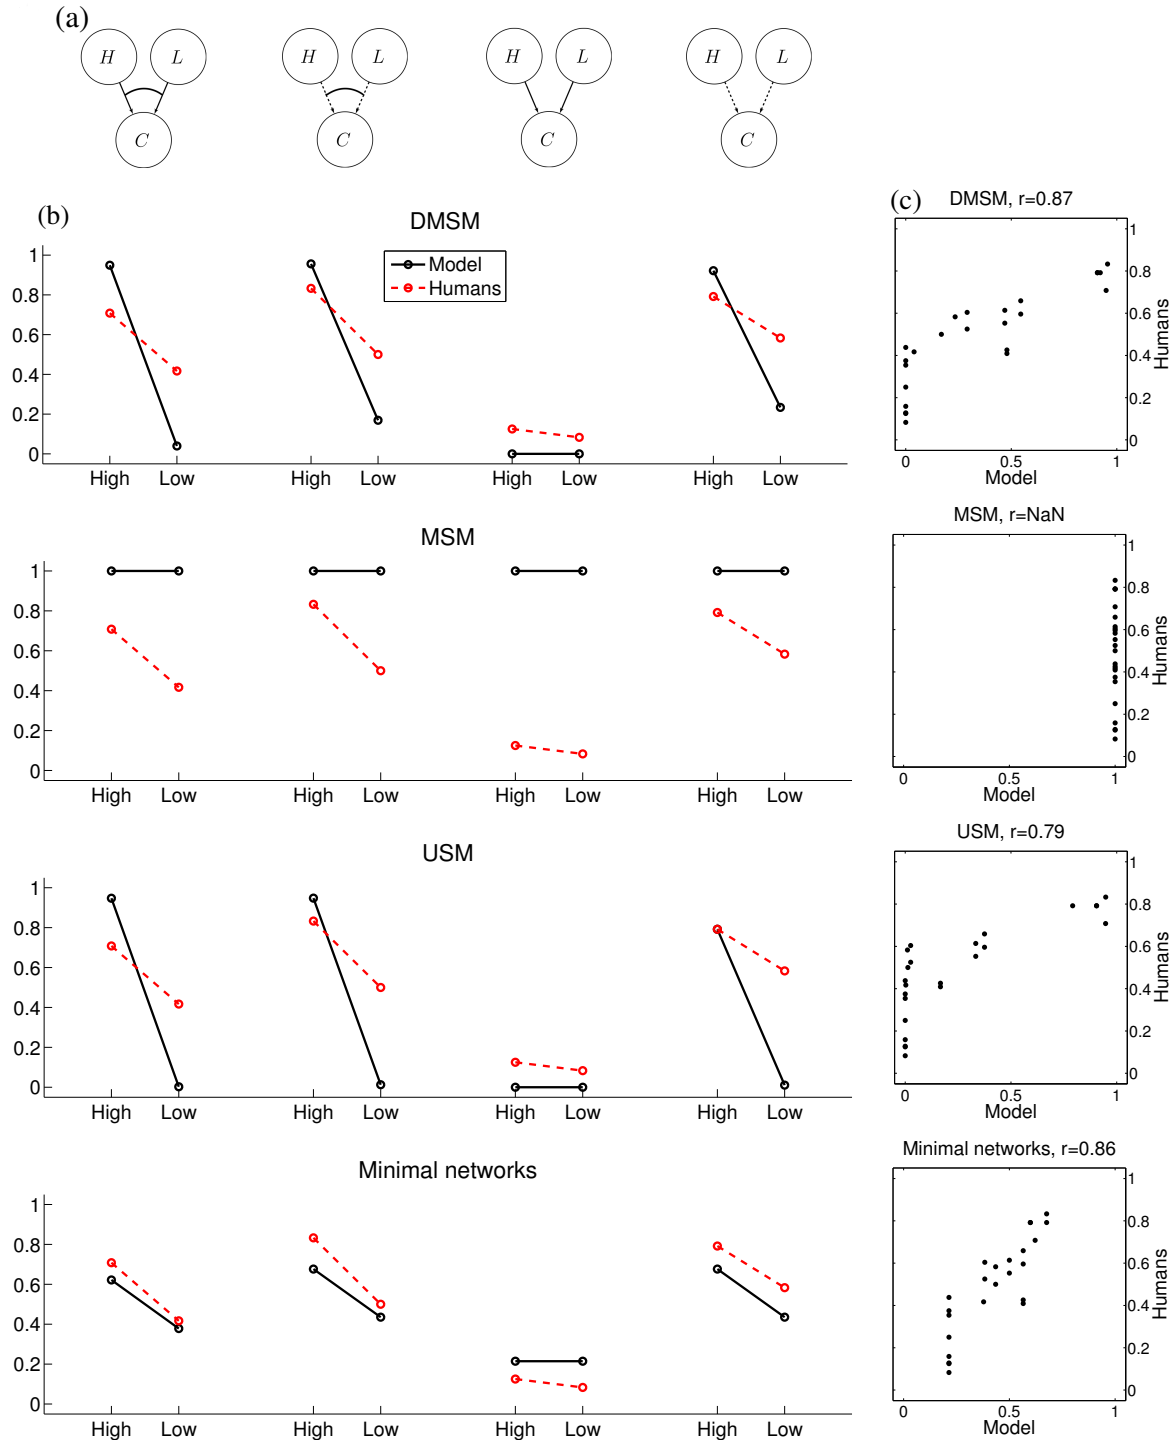 (a)
H L H L H L H L
C C C C
(b)
DMSM
1
0.8
0.6
0.4
0.2
0
Model
Humans
High Low High Low High Low High Low
(c)
DMSM, r=0.87
1
0.8
0.6
0.4
0.2
0
Humans
0 0.5 1
Model
MSM
1
0.8
0.6
0.4
0.2
0
High Low High Low High Low High Low
MSM, r=NaN
1
0.8
0.6
0.4
0.2
0
Humans
0 0.5 1
Model
USM
1
0.8
0.6
0.4
0.2
0
High Low High Low High Low High Low
USM, r=0.79
1
0.8
0.6
0.4
0.2
0
Humans
0 0.5 1
Model
Minimal networks
1
0.8
0.6
0.4
0.2
0
High Low High Low High Low High Low
Minimal networks, r=0.86
1
0.8
0.6
0.4
0.2
0
Humans
0 0.5 1
Model